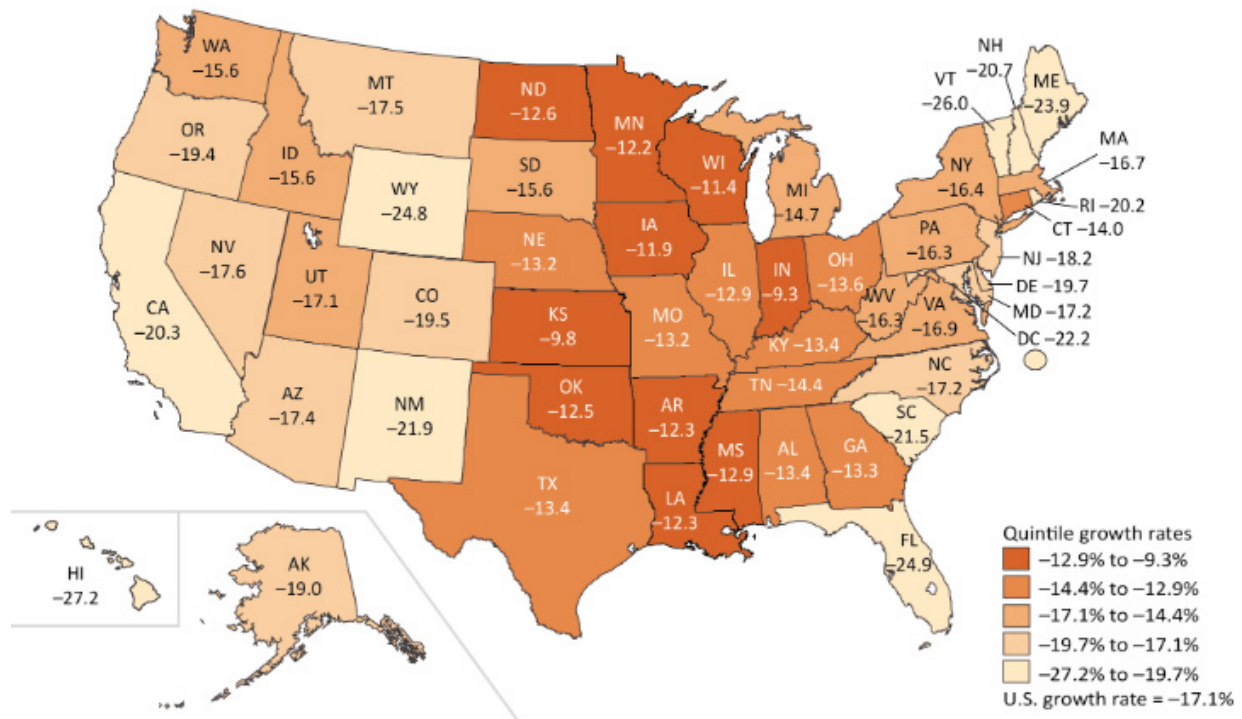 WA
–15.6
MT
–17.5
ND
–12.6
MN
–12.2
NH
–20.7
VT
–26.0
ME
–23.9
OR
–19.4
ID
–15.6
SD
–15.6
WI
–11.4
MI
–14.7
NY
–16.4
MA
–16.7
RI –20.2
CT –14.0
WY
–24.8
NE
–13.2
IA
–11.9
PA
–16.3
NJ –18.2
DE –19.7
MD –17.2
DC –22.2
NV
–17.6
UT
–17.1
CO
–19.5
KS
–9.8
MO
–13.2
IL
–12.9
IN
–9.3
OH
–13.6
WV
–16.3
VA
–16.9
CA
–20.3
KY –13.4
AZ
–17.4
NM
–21.9
OK
–12.5
AR
–12.3
TN –14.4
NC
–17.2
SC
–21.5
TX
–13.4
LA
–12.3
MS
–12.9
AL
–13.4
GA
–13.3
FL
–24.9
HI
–27.2
AK
–19.0
Quintile growth rates
–12.9% to –9.3%
–14.4% to –12.9%
–17.1% to –14.4%
–19.7% to –17.1%
–27.2% to –19.7%
U.S. growth rate = –17.1%